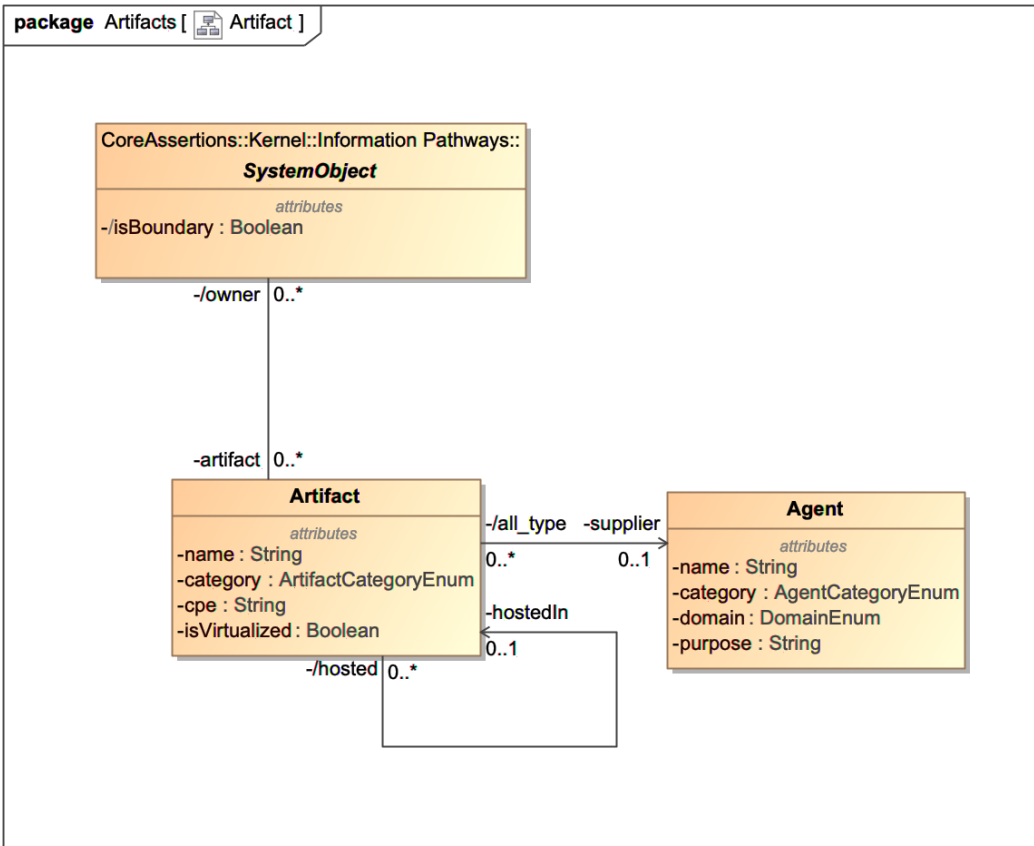 package Artifacts [ Artifact ]
CoreAssertions::Kernel::Information Pathways::
SystemObject
attributes
-/isBoundary : Boolean
-/owner 0..*
-artifact 0..*
Artifact
attributes
-name : String
-category : ArtifactCategoryEnum
-cpe : String
-isVirtualized : Boolean
-/all_type -supplier
0..* 0..1
Agent
attributes
-name : String
-category : AgentCategoryEnum
-domain : DomainEnum
-purpose : String
-hostedIn
0..1
-/hosted 0..*